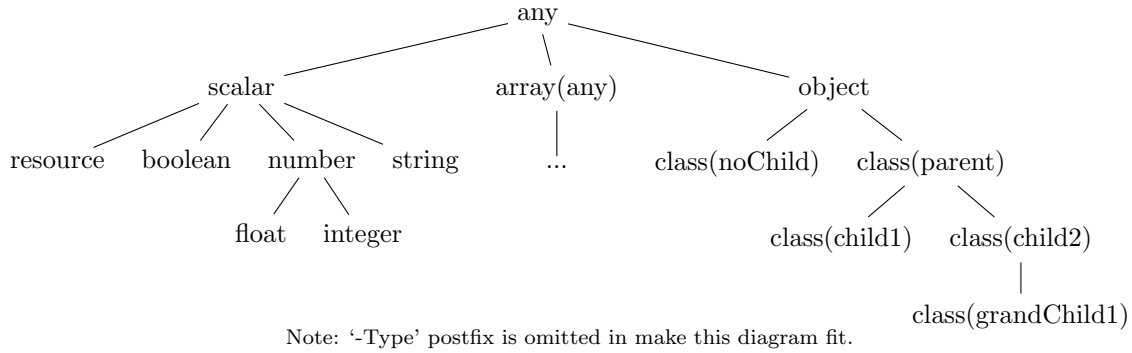 any
scalar array(any) object
resource boolean number string ... class(noChild) class(parent)
float integer class(child1) class(child2)
class(grandChild1)
Note: ‘-Type’ postfix is omitted in make this diagram fit.